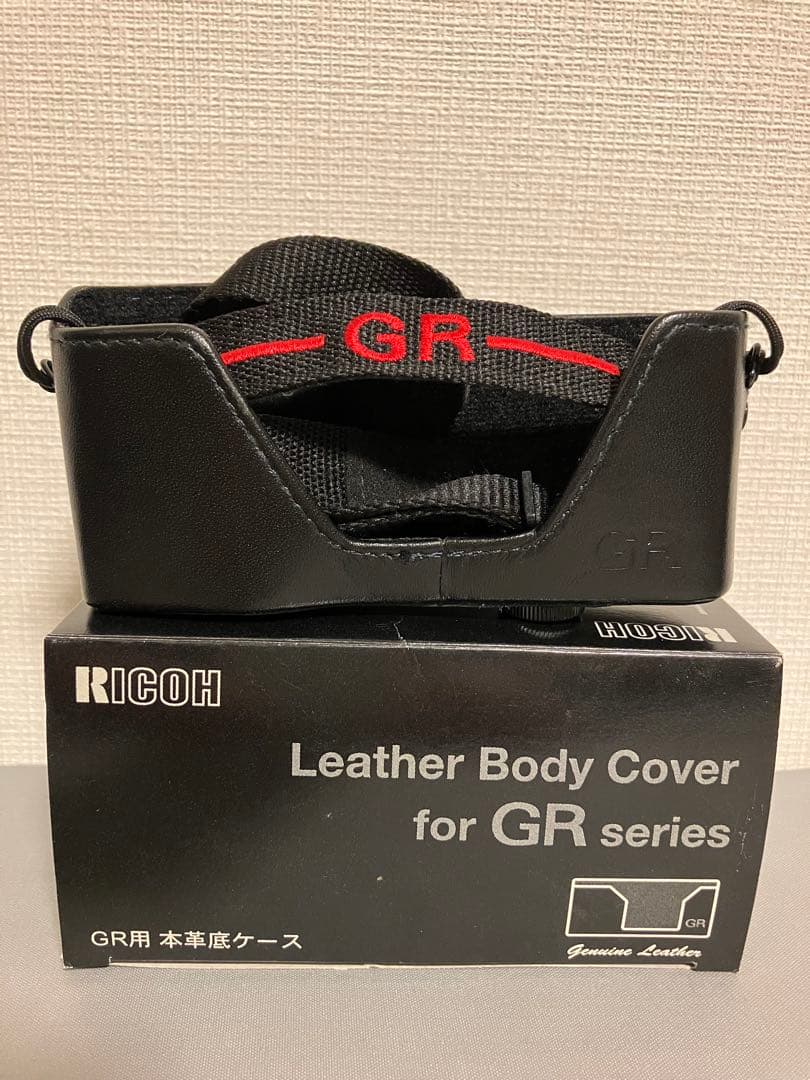 GR
GR
RICOH
RICOH
Leather Body Cover
for GR series
GR
GR用 本革底ケース
Genuine Leather